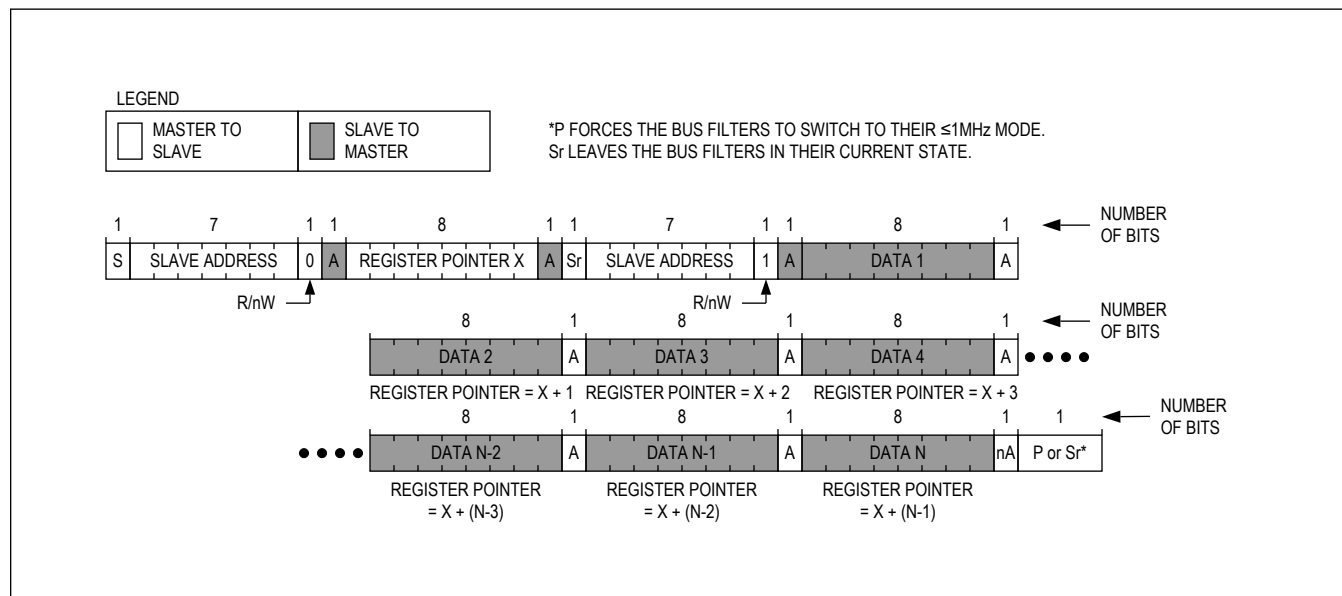 LEGEND
MASTER TO
SLAVE
SLAVE TO
MASTER
*P FORCES THE BUS FILTERS TO SWITCH TO THEIR ≤1MHz MODE.
Sr LEAVES THE BUS FILTERS IN THEIR CURRENT STATE.
1 7 1 1 8 1 1 7 1 1 8 1 NUMBER
OF BITS
S SLAVE ADDRESS 0 A REGISTER POINTER X A Sr SLAVE ADDRESS 1 A DATA 1 A
R/nW R/nW
8 1 8 1 8 1 NUMBER
OF BITS
DATA 2 A DATA 3 A DATA 4 A
REGISTER POINTER = X + 1 REGISTER POINTER = X + 2 REGISTER POINTER = X + 3
8 1 8 1 8 1 1 NUMBER
OF BITS
DATA N-2 A DATA N-1 A DATA N nA P or Sr*
REGISTER POINTER REGISTER POINTER REGISTER POINTER
= X + (N-3) = X + (N-2) = X + (N-1)